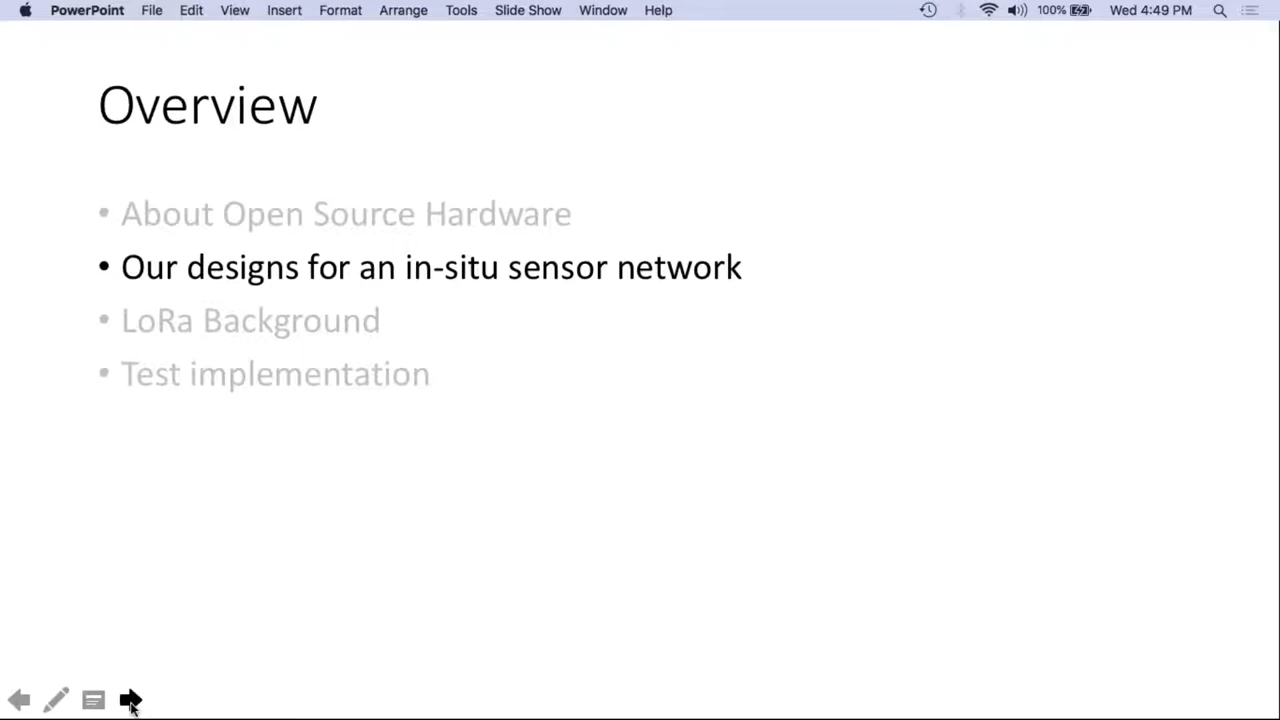 PowerPoint File Edit View Insert Format Arrange Tools Slide Show Window Help 100% Wed 4:49 PM
Overview
• About Open Source Hardware
• Our designs for an in-situ sensor network
• LoRa Background
• Test implementation